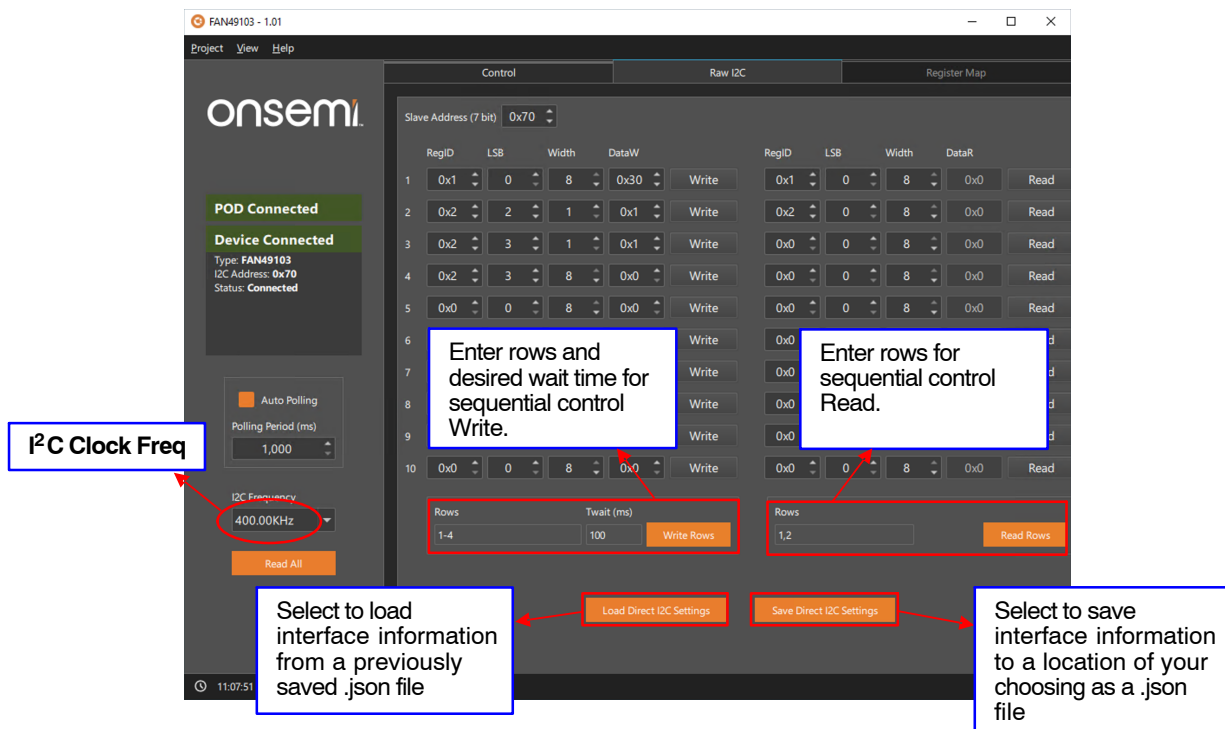 FAN49103 - 1.01
Project View Help
Control Raw I2C Register Map
onsemi
Slave Address (7 bit) 0x70
RegID LSB Width DataW RegID LSB Width DataR
1 0x1 0 8 0x30 Write 0x1 0 8 0x0 Read
POD Connected
2 0x2 2 1 0x1 Write 0x2 0 8 0x0 Read
Device Connected
3 0x2 3 1 0x1 Write 0x0 0 8 0x0 Read
Type: FAN49103
I2C Address: 0x70
Status: Connected
4 0x2 3 8 0x0 Write 0x0 0 8 0x0 Read
5 0x0 0 8 0x0 Write 0x0 0 8 0x0 Read
6 Write 0x0
7 Write 0x0
8 Write 0x0
9 Write 0x0
Enter rows and
desired wait time for
sequential control
Write.
Enter rows for
sequential control
Read.
Auto Polling
Polling Period (ms)
1,000
I²C Clock Freq
10 0x0 0 8 0x0 Write 0x0 0 8 0x0 Read
I2C Frequency
400.00KHz
Read All
Rows Twait (ms)
1-4 100 Write Rows
Rows
1,2 Read Rows
Load Direct I2C Settings Save Direct I2C Settings
Select to load
interface information
from a previously
saved .json file
Select to save
interface information
to a location of your
choosing as a .json
file
11:07:51